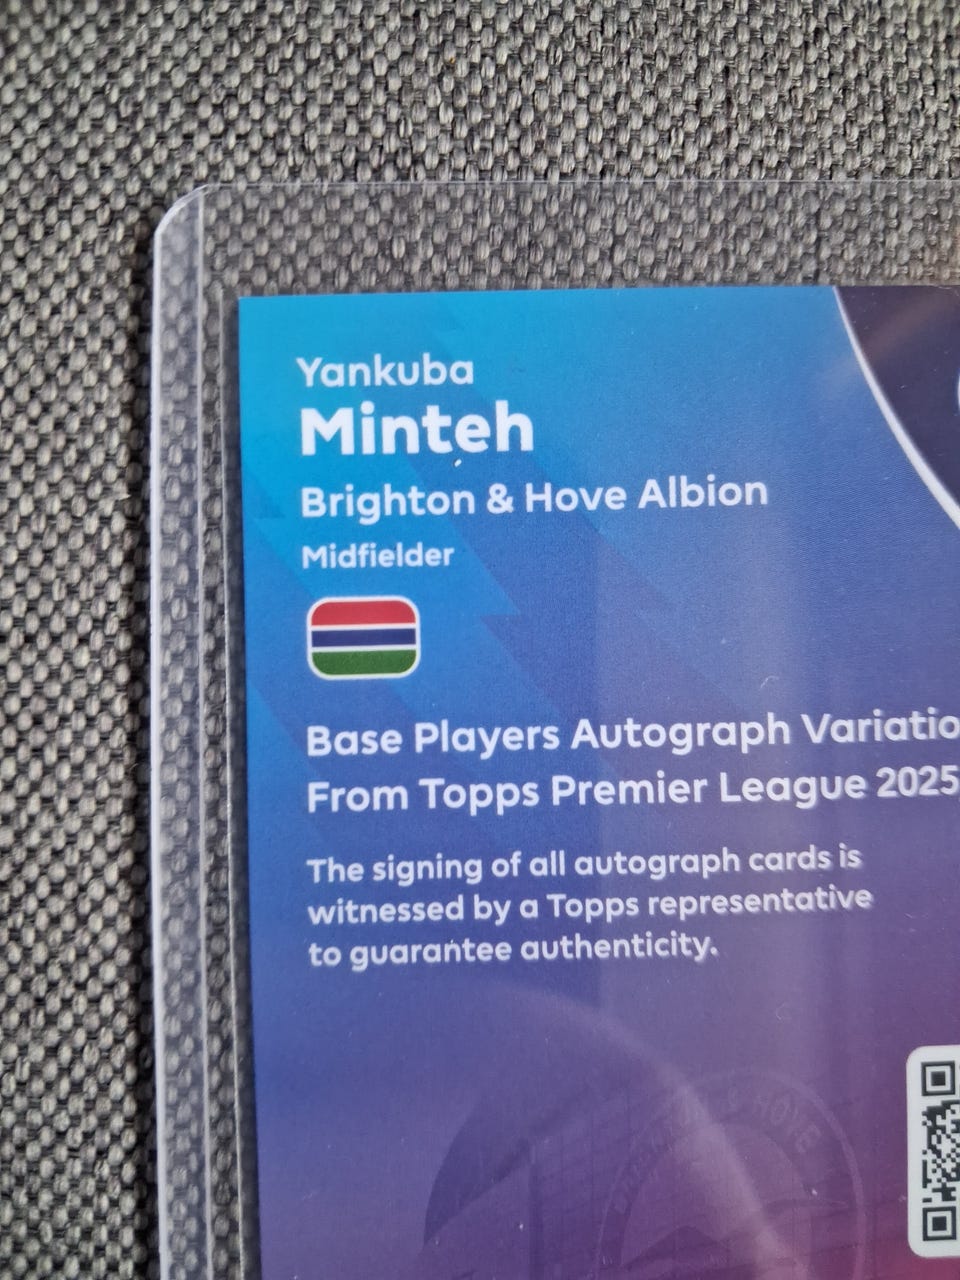 Yankuba
Minteh
Brighton & Hove Albion
Midfielder
Base Players Autograph Variatio
From Topps Premier League 2025
The signing of all autograph cards is
witnessed by a Topps representative
to guarantee authenticity.
& HOVE